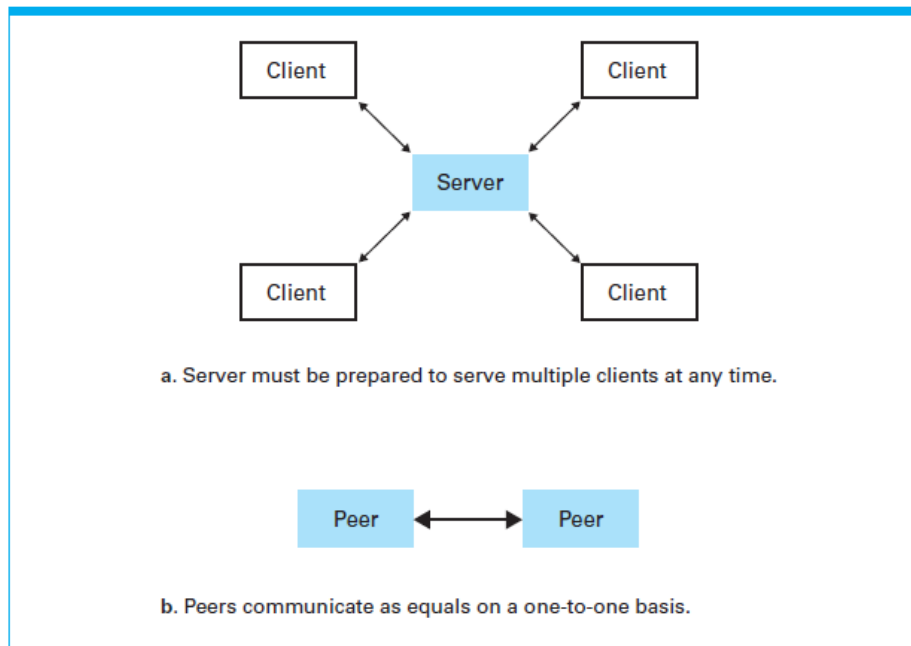 Client
Client
Server
Client
Client
a. Server must be prepared to serve multiple clients at any time.
Peer
Peer
b. Peers communicate as equals on a one-to-one basis.